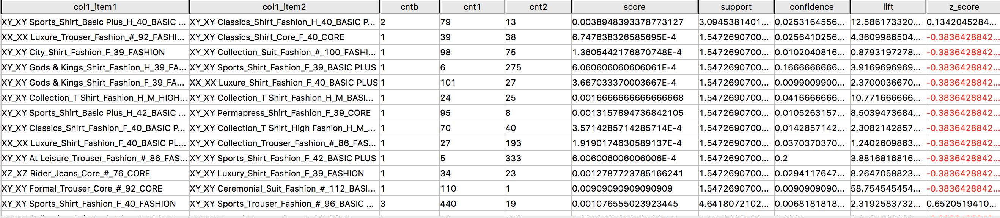 col1_item1 col1_item2 cntb cnt1 cnt2 score support confidence lift z_score
XY_XY Sports_Shirt_Basic Plus_H_40_BASIC ... XY_XY Classics_Shirt_Fashion_H_40_BASIC P... 2 79 13 0.0038948393378773127 3.0945381401... 0.0253164556... 12.586173320... 0.1342045284...
XX_XX Luxure_Trouser_Fashion_#_92_FASHI... XY_XY Classics_Shirt_Core_F_40_CORE 1 39 38 6.747638326585695E-4 1.5472690700... 0.0256410256... 4.3609986504... -0.3836428842...
XY_XY City_Shirt_Fashion_F_39_FASHION XY_XY Collection_Suit_Fashion_#_100_FASHI... 1 98 75 1.3605442176870748E-4 1.5472690700... 0.0102040816... 0.8793197278... -0.3836428842...
XY_XY Gods & Kings_Shirt_Fashion_H_39_FA... XY_XY Sports_Shirt_Fashion_F_39_BASIC PLUS 1 6 275 6.060606060606061E-4 1.5472690700... 0.1666666666... 3.9169696969... -0.3836428842...
XY_XY Gods & Kings_Shirt_Fashion_F_39_FA... XX_XX Luxure_Shirt_Fashion_F_40_BASIC PLUS 1 101 27 3.667033370003667E-4 1.5472690700... 0.0099009900... 2.3700036670... -0.3836428842...
XY_XY Collection_T Shirt_Fashion_H_M_HIGH... XY_XY Collection_T Shirt_Fashion_H_M_BASI... 1 24 25 0.0016666666666666668 1.5472690700... 0.0416666666... 10.771666666... -0.3836428842...
XY_XY Sports_Shirt_Basic Plus_H_42_BASIC ... XY_XY Permapress_Shirt_Fashion_F_39_CORE 1 95 8 0.0013157894736842105 1.5472690700... 0.0105263157... 8.5039473684... -0.3836428842...
XY_XY Classics_Shirt_Fashion_F_40_BASIC P... XY_XY Collection_T Shirt_High Fashion_H_M_... 1 70 40 3.5714285714285714E-4 1.5472690700... 0.0142857142... 2.3082142857... -0.3836428842...
XX_XX Luxure_Shirt_Fashion_F_40_BASIC PL... XY_XY Collection_Trouser_Fashion_#_86_FAS... 1 27 193 1.9190174630589137E-4 1.5472690700... 0.0370370370... 1.2402609863... -0.3836428842...
XY_XY At Leisure_Trouser_Fashion_#_86_FAS... XY_XY Sports_Shirt_Fashion_F_42_BASIC PLUS 1 5 333 6.006006006006006E-4 1.5472690700... 0.2 3.8816816816... -0.3836428842...
XZ_XZ Rider_Jeans_Core_#_76_CORE XY_XY Luxury_Shirt_Fashion_F_39_FASHION 1 34 23 0.0012787723785166241 1.5472690700... 0.0294117647... 8.2647058823... -0.3836428842...
XY_XY Formal_Trouser_Core_#_92_CORE XY_XY Ceremonial_Suit_Fashion_#_112_BASI... 1 110 1 0.00909090909090909 1.5472690700... 0.0090909090... 58.754545454... -0.3836428842...
XY_XY Sports_Shirt_Fashion_F_40_FASHION XY_XY Sports_Trouser_Fashion_#_96_BASIC ... 3 440 19 0.001076555023923445 4.6418072102... 0.0068181818... 2.3192583732... 0.6520519410...